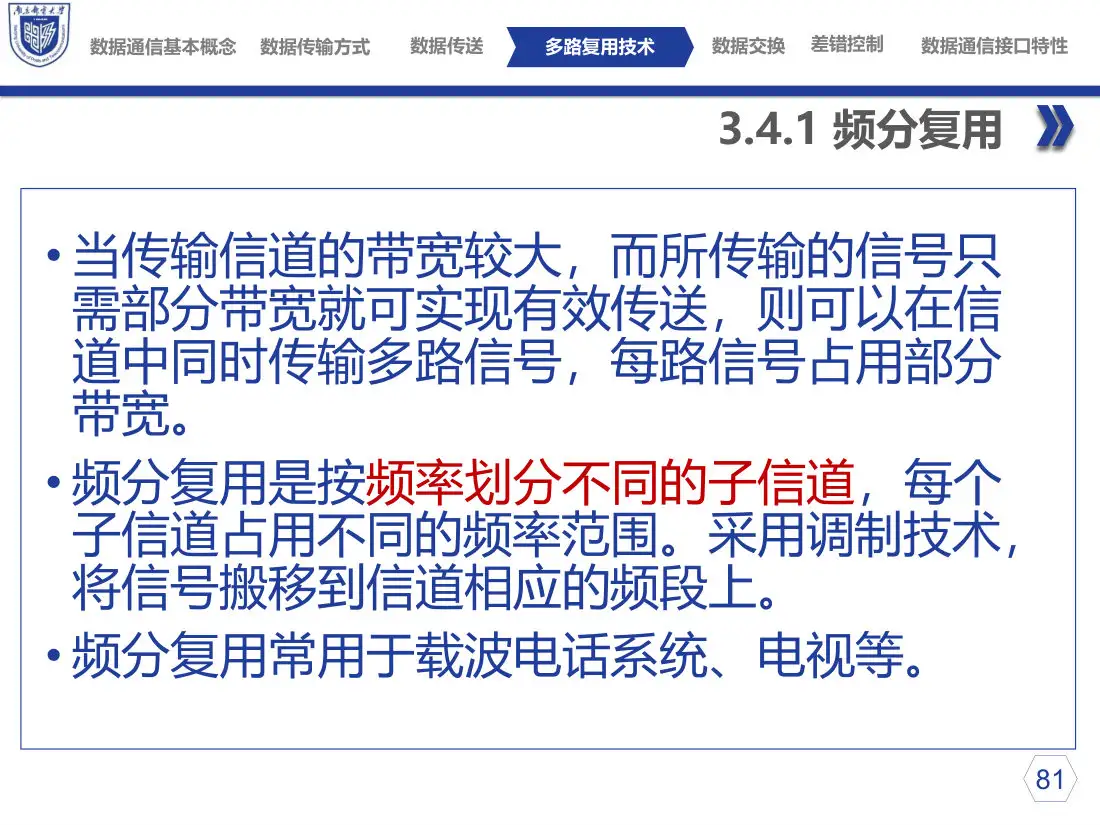 南京邮电大学
数据通信基本概念 数据传输方式 数据传送 多路复用技术 数据交换 差错控制 数据通信接口特性
3.4.1 频分复用
•当传输信道的带宽较大，而所传输的信号只
需部分带宽就可实现有效传送，则可以在信
道中同时传输多路信号，每路信号占用部分
带宽。
•频分复用是按频率划分不同的子信道，每个
子信道占用不同的频率范围。采用调制技术，
将信号搬移到信道相应的频段上。
•频分复用常用于载波电话系统、电视等。
81